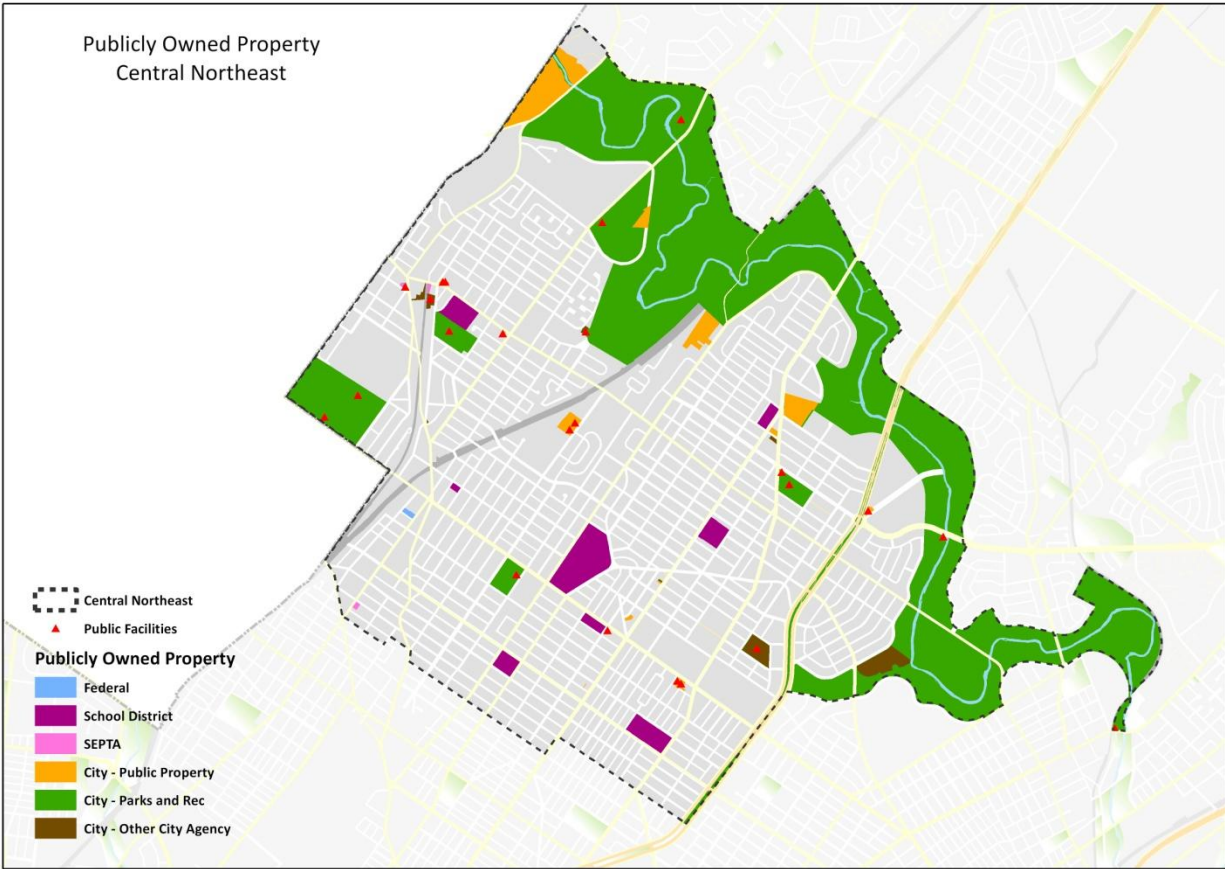 Publicly Owned Property
Central Northeast
Central Northeast
Public Facilities
Publicly Owned Property
Federal
School District
SEPTA
City - Public Property
City - Parks and Rec
City - Other City Agency